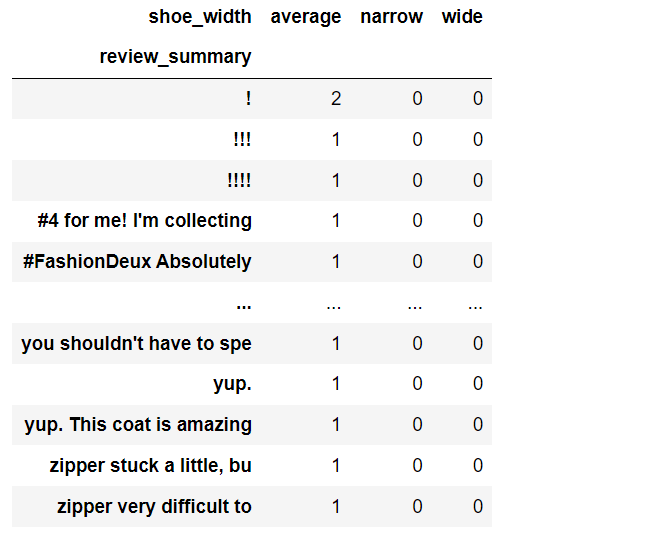 shoe_width average narrow wide
review_summary
! 2 0 0
!!! 1 0 0
!!!! 1 0 0
#4 for me! I'm collecting 1 0 0
#FashionDeux Absolutely 1 0 0
... ... ... ...
you shouldn't have to spe 1 0 0
yup. 1 0 0
yup. This coat is amazing 1 0 0
zipper stuck a little, bu 1 0 0
zipper very difficult to 1 0 0